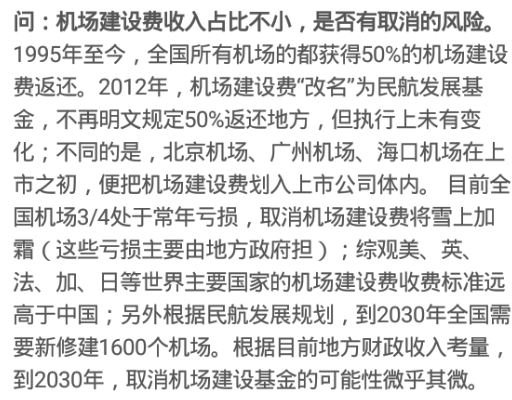 问：机场建设费收入占比不小，是否有取消的风险。
1995年至今，全国所有机场的都获得50%的机场建设
费返还。2012年，机场建设费“改名”为民航发展基
金，不再明文规定50%返还地方，但执行上未有变
化；不同的是，北京机场、广州机场、海口机场在上
市之初，便把机场建设费划入上市公司体内。 目前全
国机场3/4处于常年亏损，取消机场建设费将雪上加
霜（这些亏损主要由地方政府担）；综观美、英、
法、加、日等世界主要国家的机场建设费收费标准远
高于中国；另外根据民航发展规划，到2030年全国需
要新修建1600个机场。根据目前地方财政收入考量，
到2030年，取消机场建设基金的可能性微乎其微。